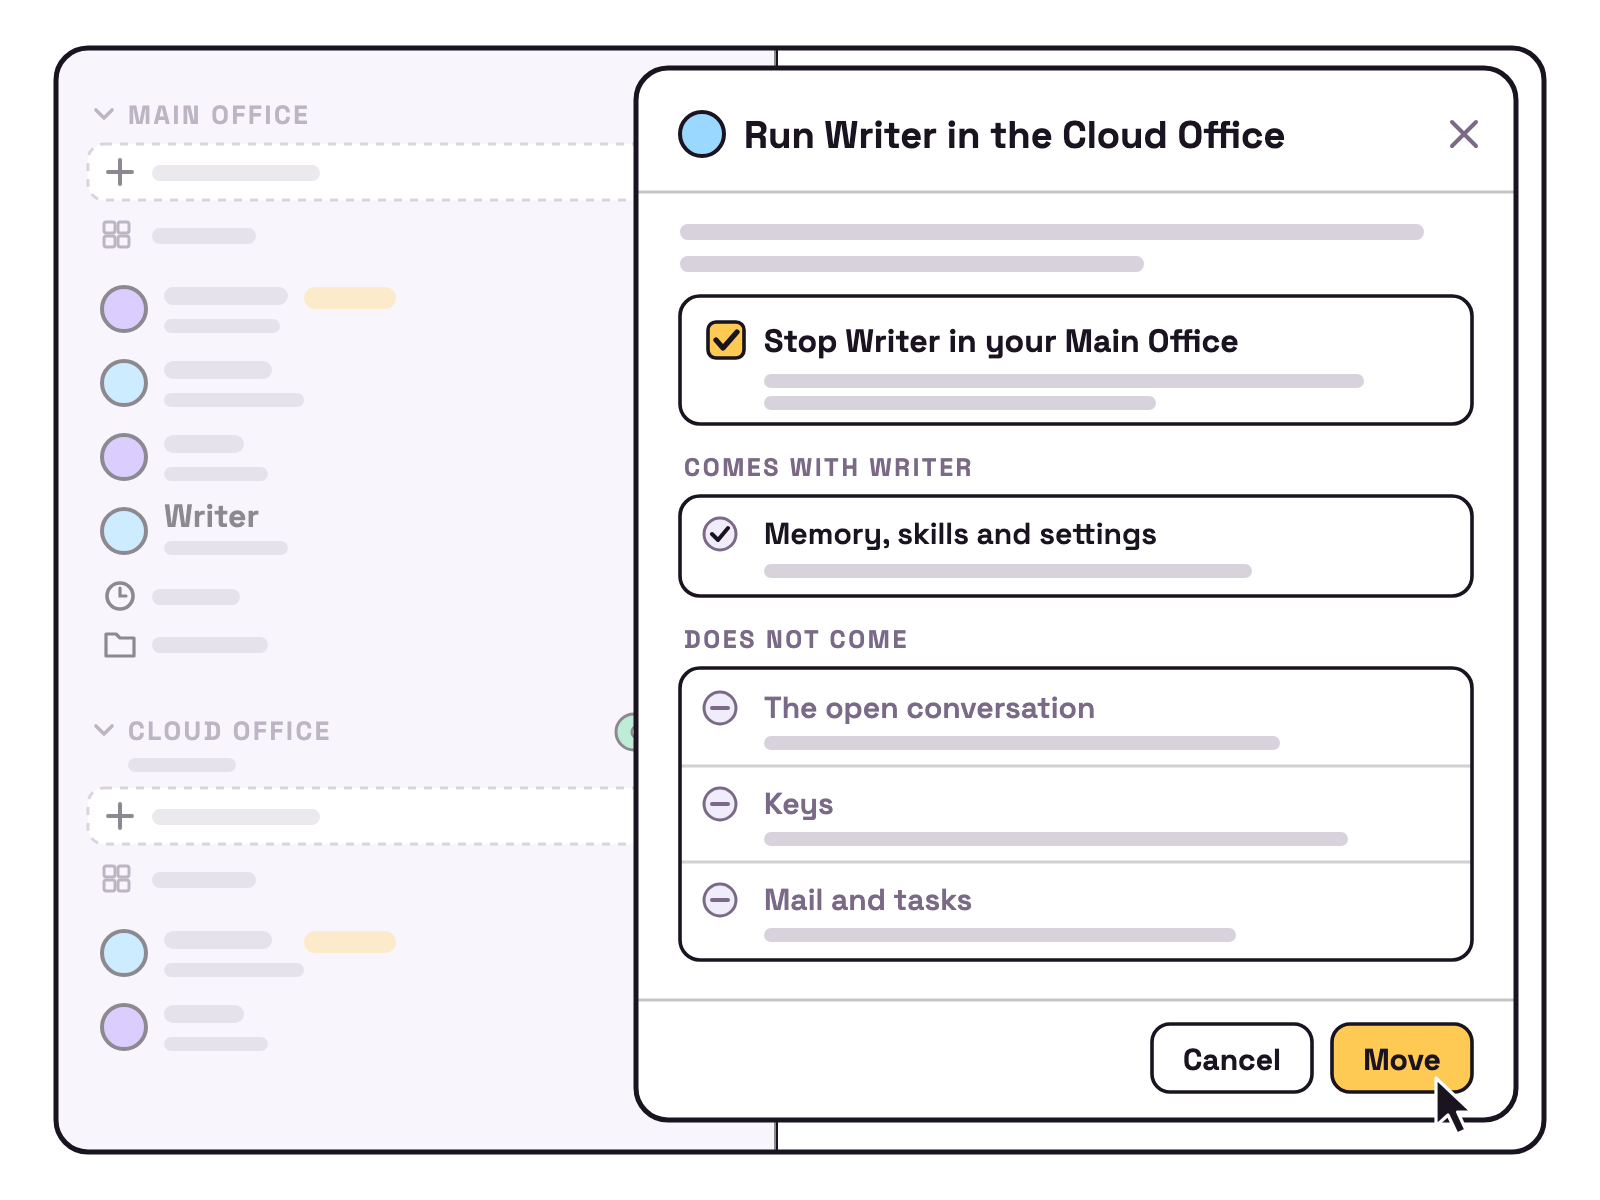 MAIN OFFICE
Writer
CLOUD OFFICE
Run Writer in the Cloud Office
Stop Writer in your Main Office
COMES WITH WRITER
Memory, skills and settings
DOES NOT COME
The open conversation
Keys
Mail and tasks
Cancel
Move